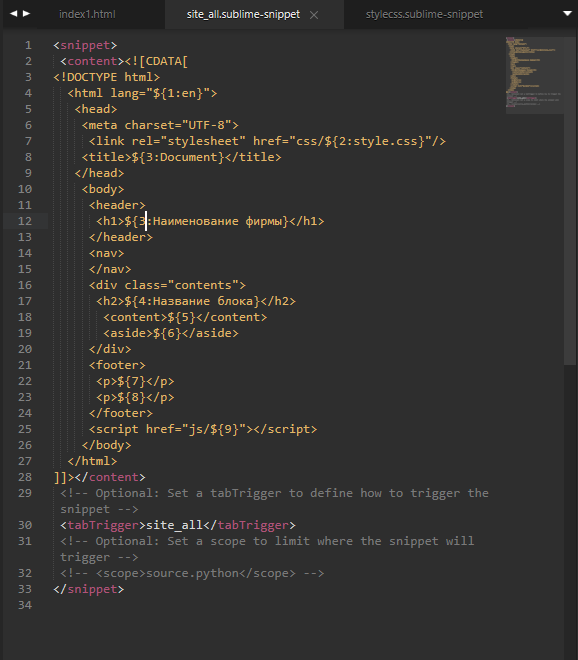 index1.html site_all.sublime-snippet stylecss.sublime-snippet
1 <snippet>
2 <content><![CDATA[
3 <!DOCTYPE html>
4 <html lang="${1:en}">
5 <head>
6 <meta charset="UTF-8">
7 <link rel="stylesheet" href="css/${2:style.css}"/>
8 <title>${3:Document}</title>
9 </head>
10 <body>
11 <header>
12 <h1>${3:Наименование фирмы}</h1>
13 </header>
14 <nav>
15 </nav>
16 <div class="contents">
17 <h2>${4:Название блока}</h2>
18 <content>${5}</content>
19 <aside>${6}</aside>
20 </div>
21 <footer>
22 <p>${7}</p>
23 <p>${8}</p>
24 </footer>
25 <script href="js/${9}"></script>
26 </body>
27 </html>
28 ]]></content>
29 <!-- Optional: Set a tabTrigger to define how to trigger the
snippet -->
30 <tabTrigger>site_all</tabTrigger>
31 <!-- Optional: Set a scope to limit where the snippet will
trigger -->
32 <!-- <scope>source.python</scope> -->
33 </snippet>
34